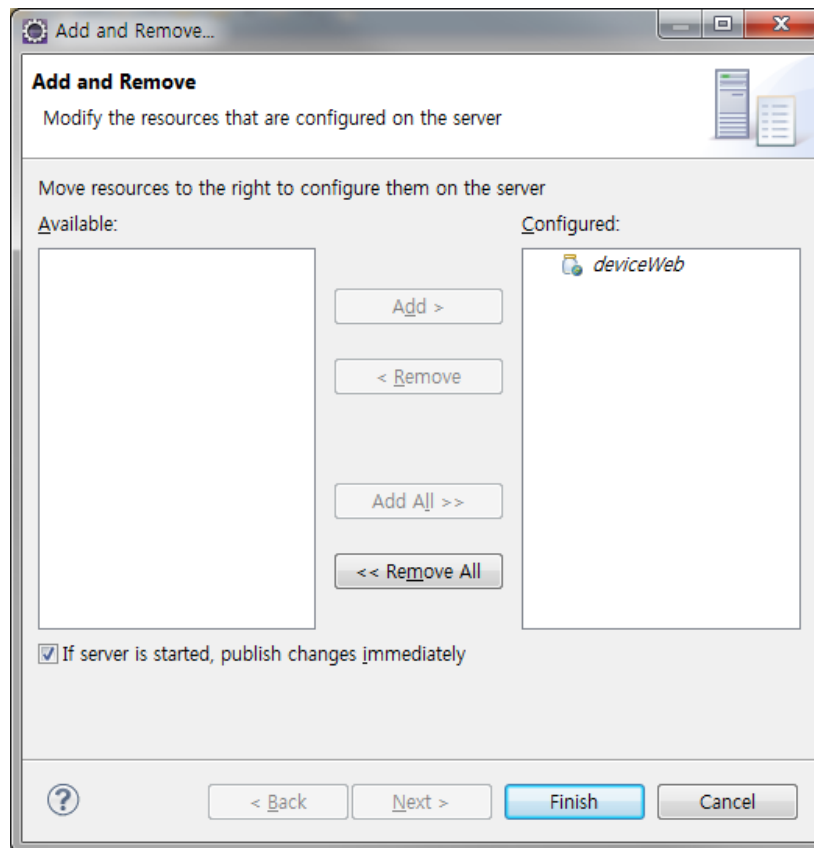 Add and Remove...
Add and Remove
Modify the resources that are configured on the server
Move resources to the right to configure them on the server
Available:
Configured:
deviceWeb
Add >
< Remove
Add All >>
<< Remove All
If server is started, publish changes immediately
?
< Back
Next >
Finish
Cancel